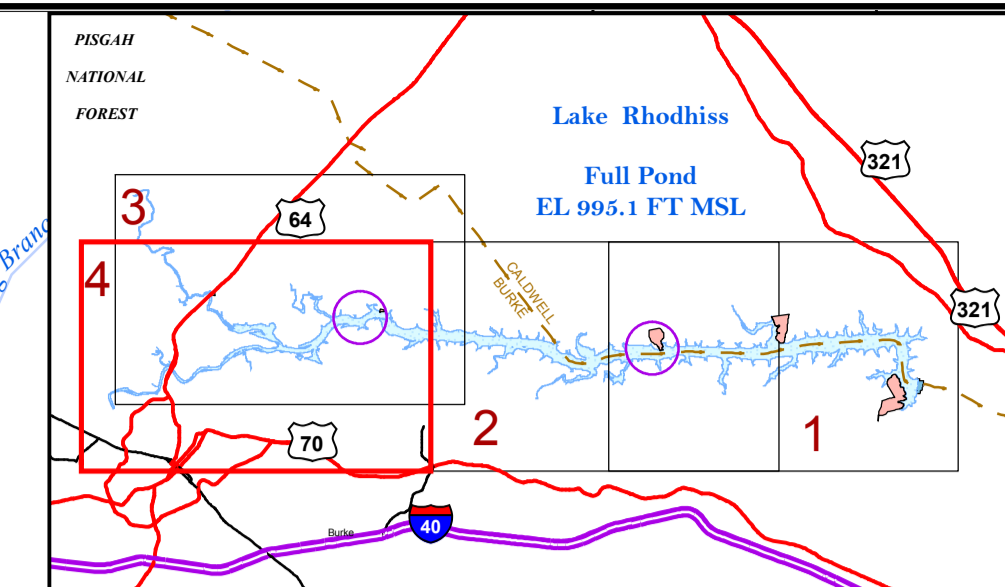 PISGAH
NATIONAL
FOREST
Lake Rhodhiss
Full Pond
EL 995.1 FT MSL
321
3
64
g Branc
4
CALDWELL
BURKE
321
2
1
70
40
Burke